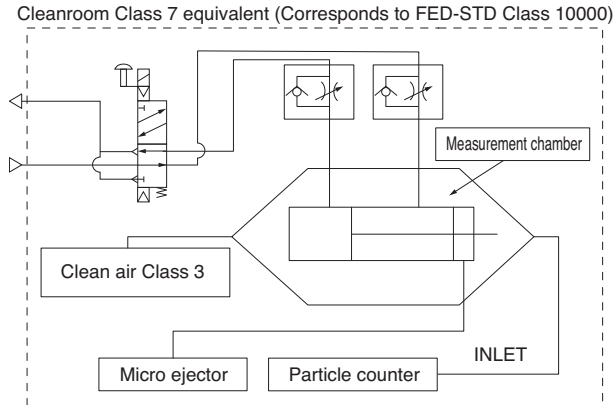 Cleanroom Class 7 equivalent (Corresponds to FED-STD Class 10000)
Measurement chamber
Clean air Class 3
INLET
Micro ejector
Particle counter